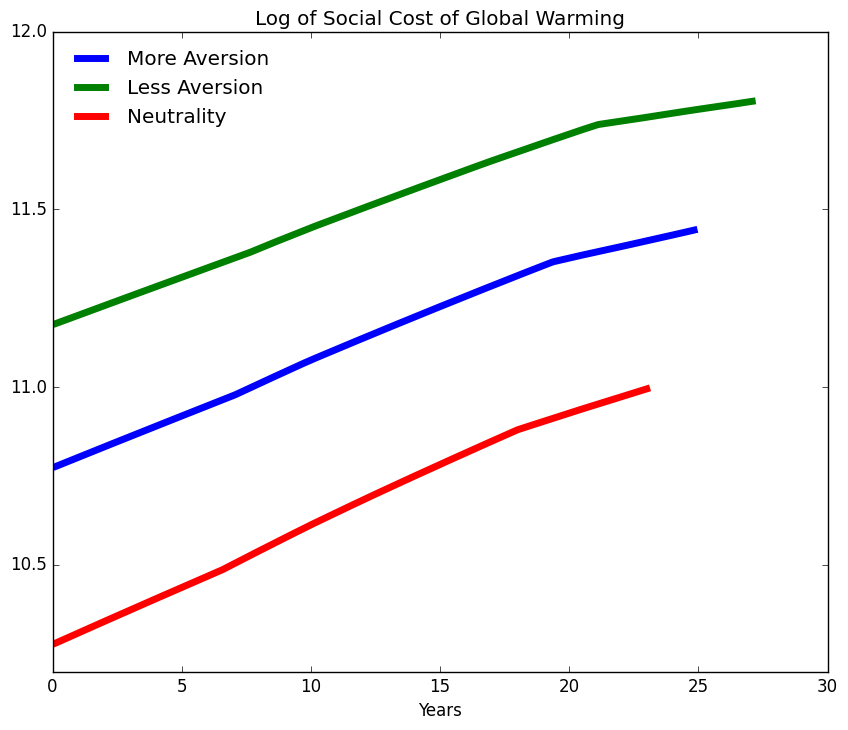 Log of Social Cost of Global Warming
12.0
More Aversion
Less Aversion
Neutrality
11.5
11.0
10.5
0 5 10 15 20 25 30
Years